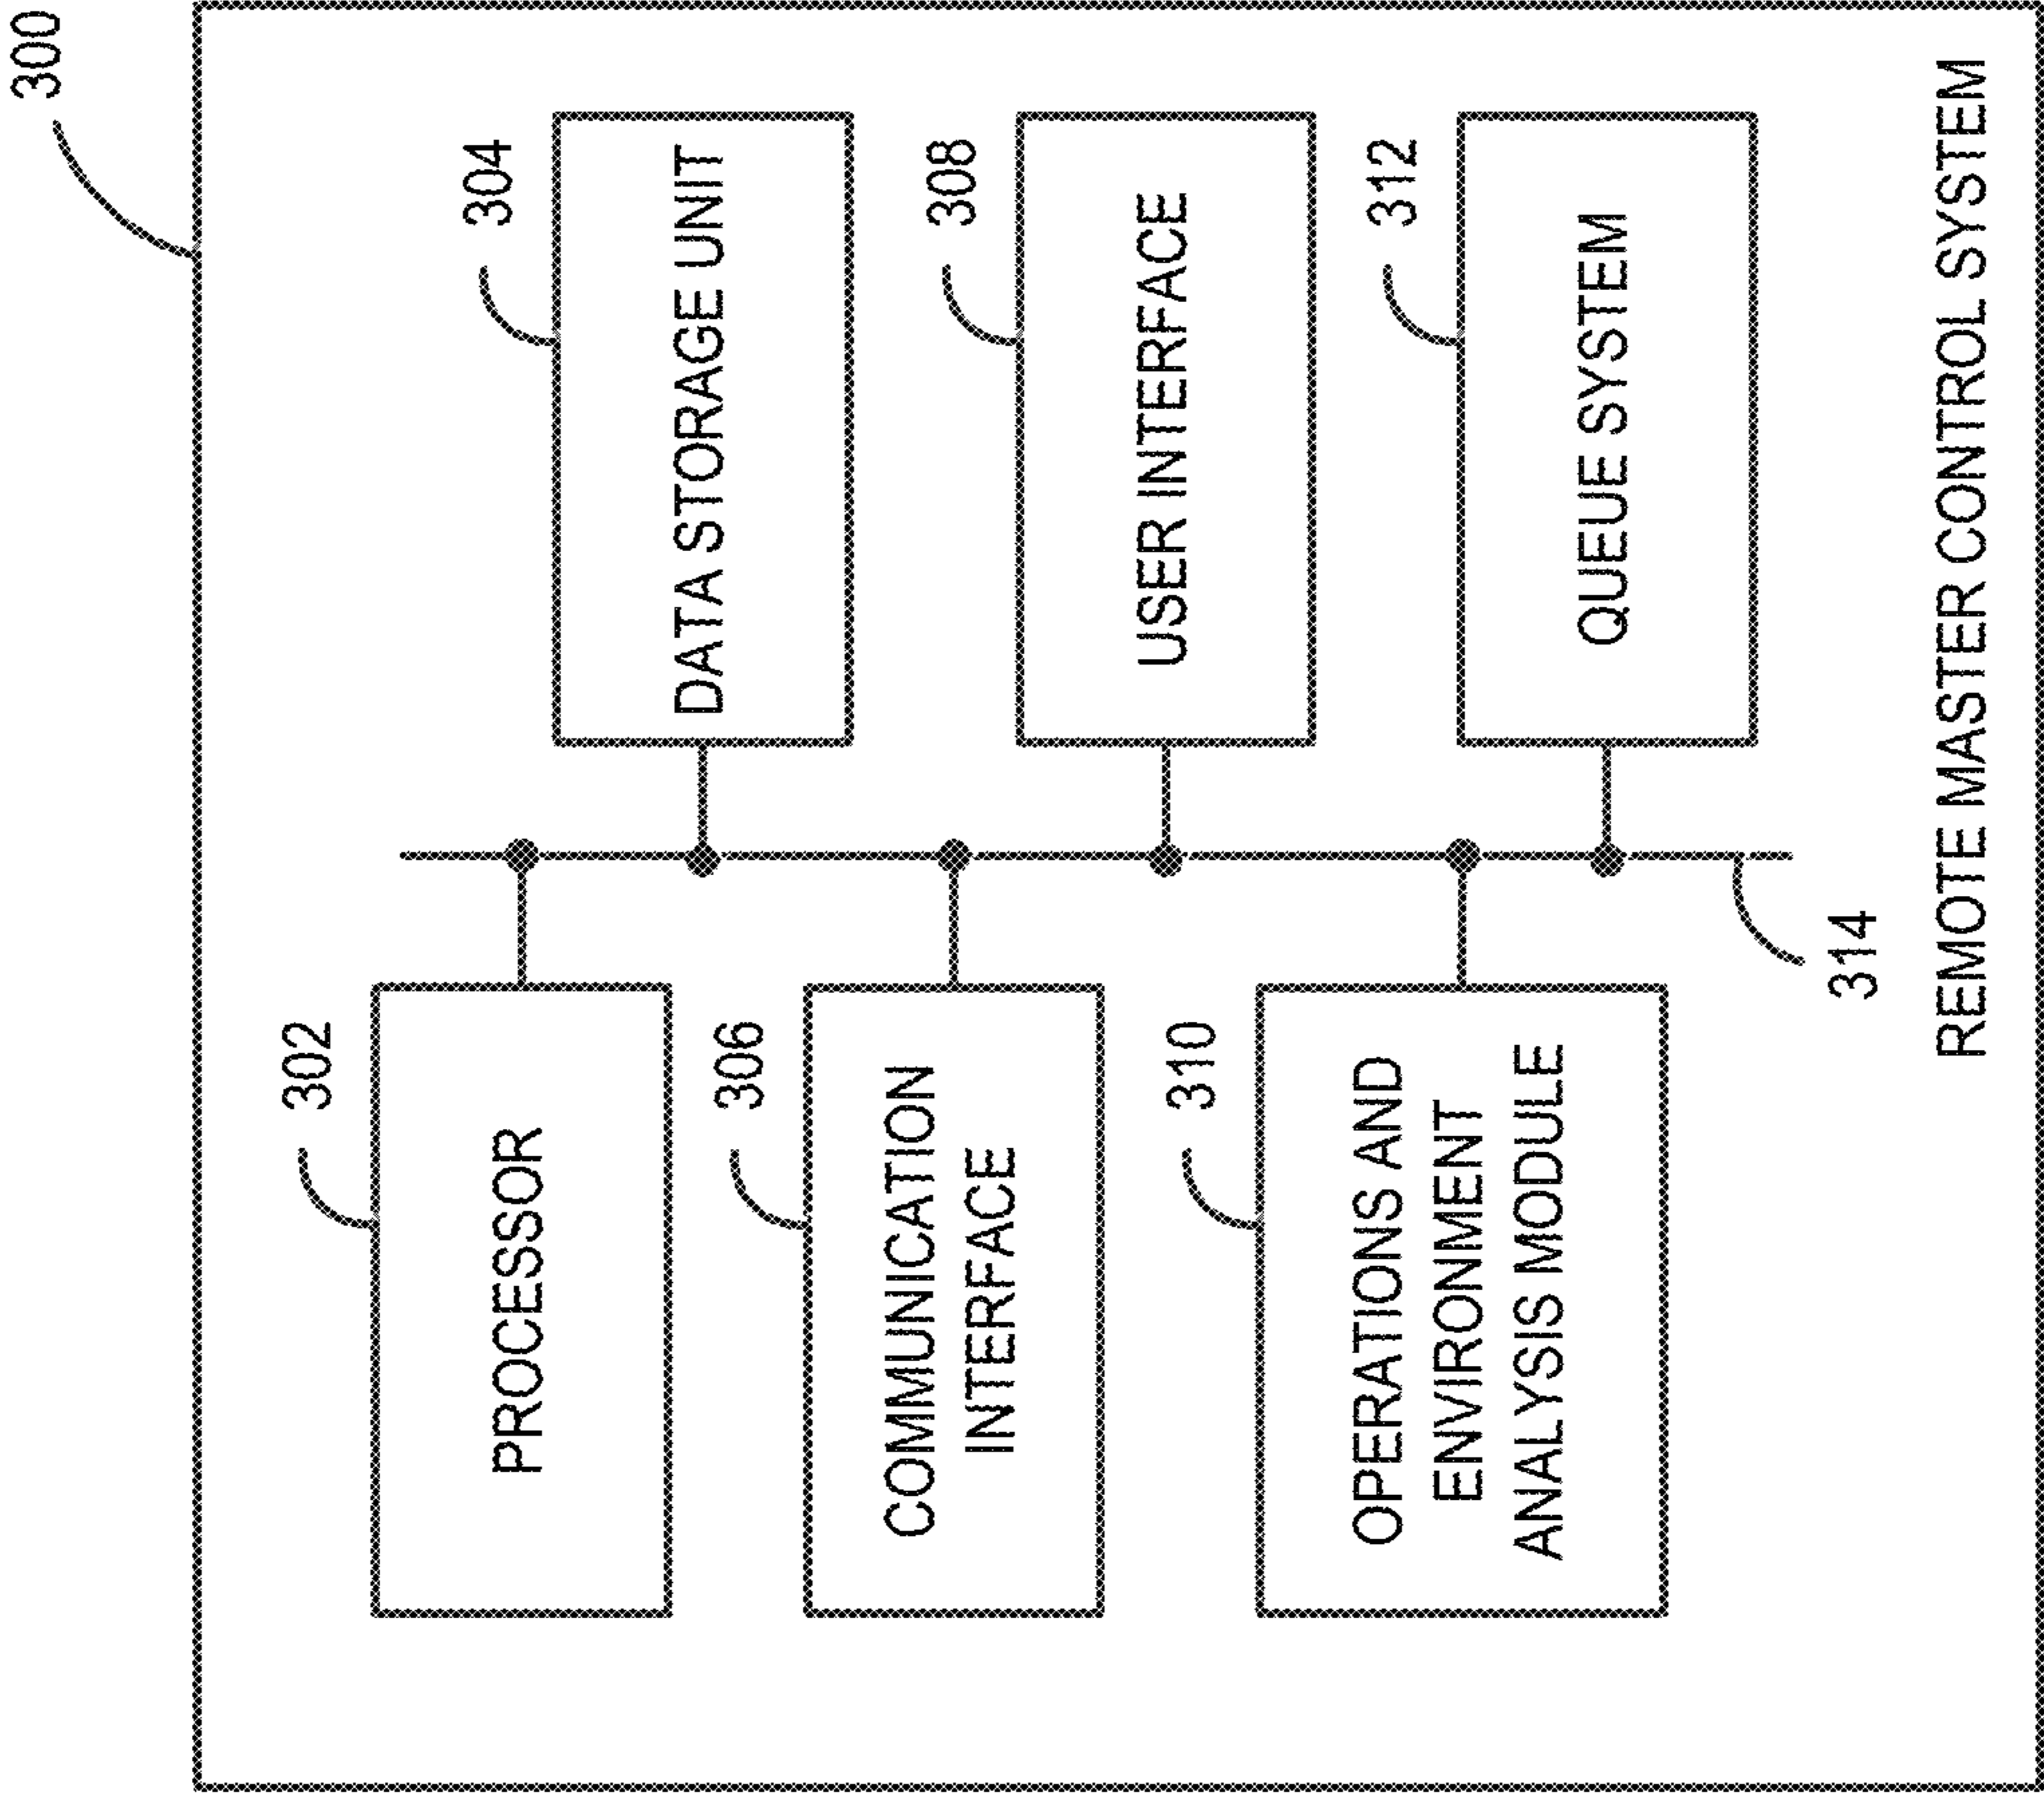 300
302
PROCESSOR
304
DATA STORAGE UNIT
306
COMMUNICATION
INTERFACE
308
USER INTERFACE
310
OPERATIONS AND
ENVIRONMENT
ANALYSIS MODULE
312
QUEUE SYSTEM
314
REMOTE MASTER CONTROL SYSTEM